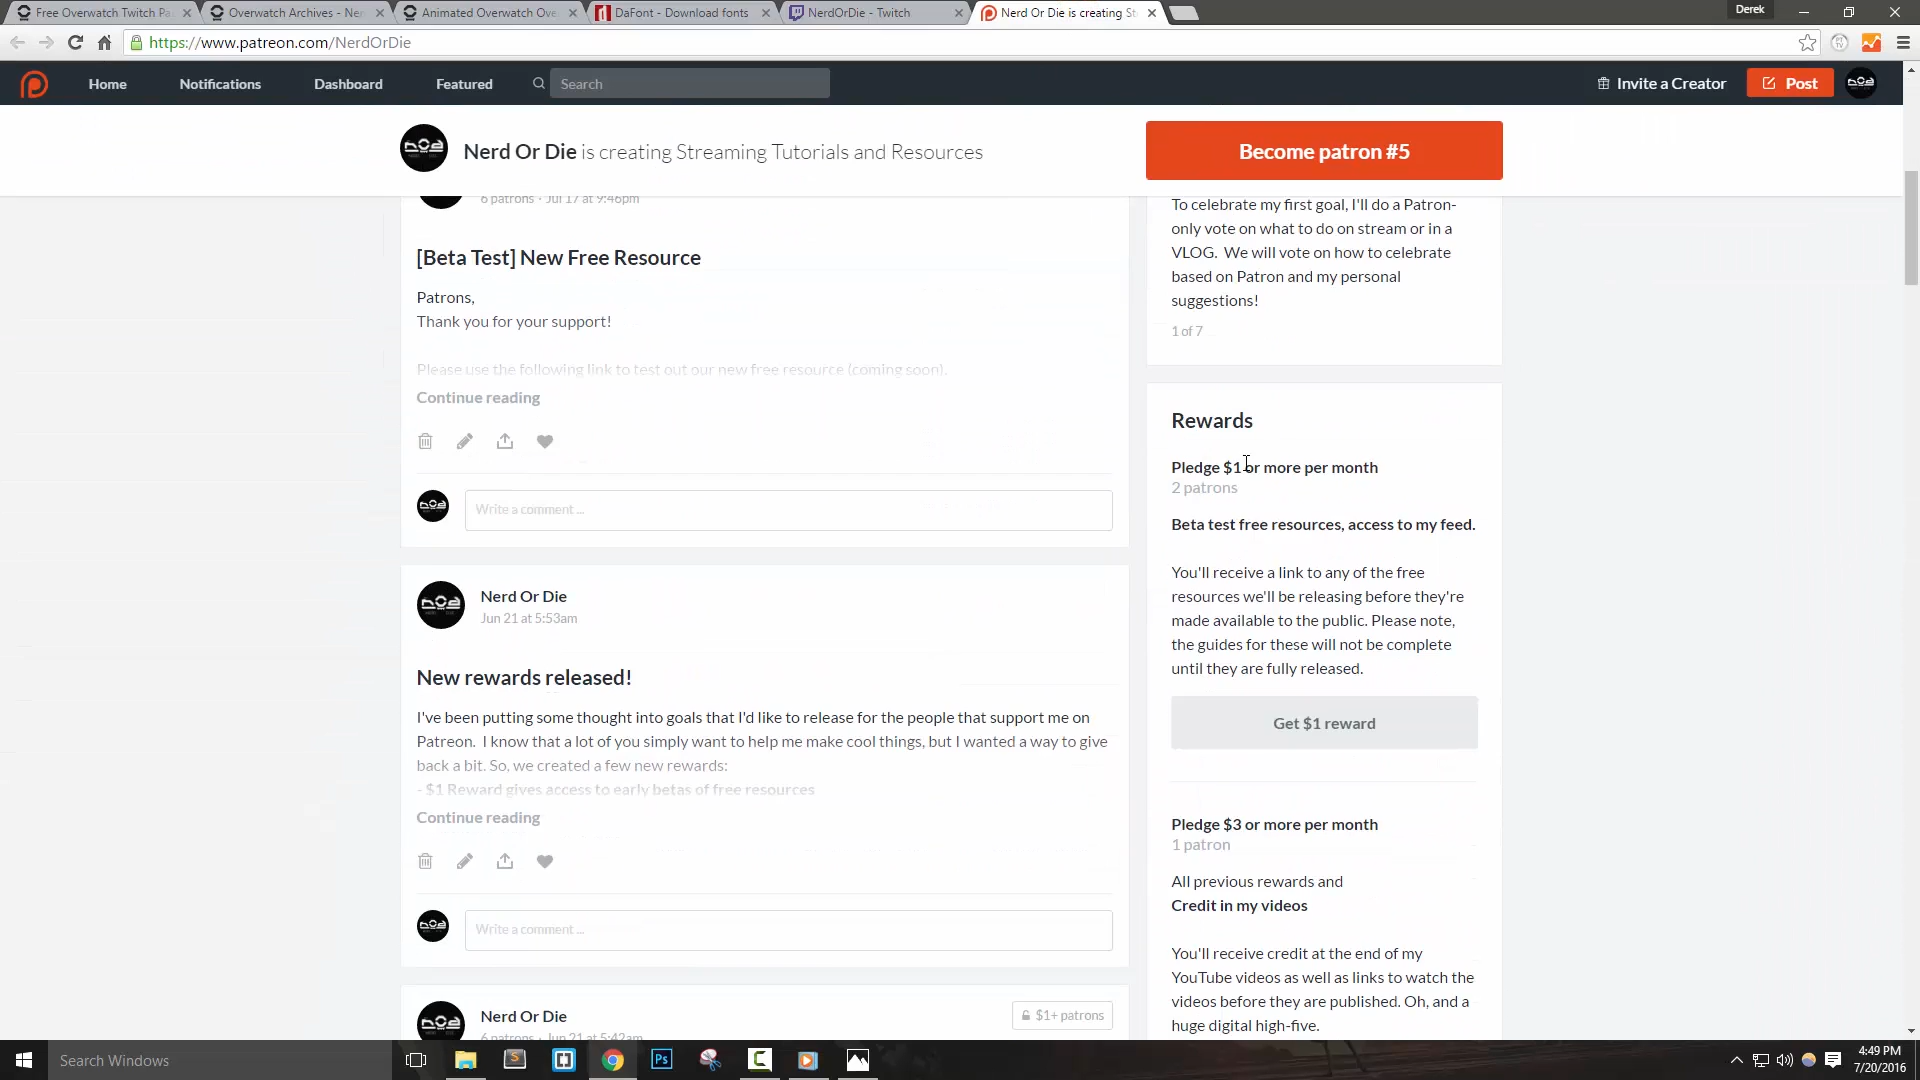 Free Overwatch Twitch Pa
Overwatch Archives - Ne
Animated Overwatch Ove
DaFont - Download fonts
NerdOrDie - Twitch
Nerd Or Die is creating St
Derek
https://www.patreon.com/NerdOrDie
Home
Notifications
Dashboard
Featured
Search
Invite a Creator
Post
Nerd Or Die is creating Streaming Tutorials and Resources
Become patron #5
6 patrons · Jul 17 at 9:46pm
[Beta Test] New Free Resource
Patrons,
Thank you for your support!
Please use the following link to test out our new free resource (coming soon).
Continue reading
Write a comment ...
Nerd Or Die
Jun 21 at 5:53am
New rewards released!
I've been putting some thought into goals that I'd like to release for the people that support me on
Patreon. I know that a lot of you simply want to help me make cool things, but I wanted a way to give
back a bit. So, we created a few new rewards:
- $1 Reward gives access to early betas of free resources
Continue reading
Write a comment ...
Nerd Or Die
6 patrons · Jun 21 at 5:42am
$1+ patrons
To celebrate my first goal, I'll do a Patron-
only vote on what to do on stream or in a
VLOG. We will vote on how to celebrate
based on Patron and my personal
suggestions!
1 of 7
Rewards
Pledge $1 or more per month
2 patrons
Beta test free resources, access to my feed.
You'll receive a link to any of the free
resources we'll be releasing before they're
made available to the public. Please note,
the guides for these will not be complete
until they are fully released.
Get $1 reward
Pledge $3 or more per month
1 patron
All previous rewards and
Credit in my videos
You'll receive credit at the end of my
YouTube videos as well as links to watch the
videos before they are published. Oh, and a
huge digital high-five.
Search Windows
Ps
4:49 PM
7/20/2016